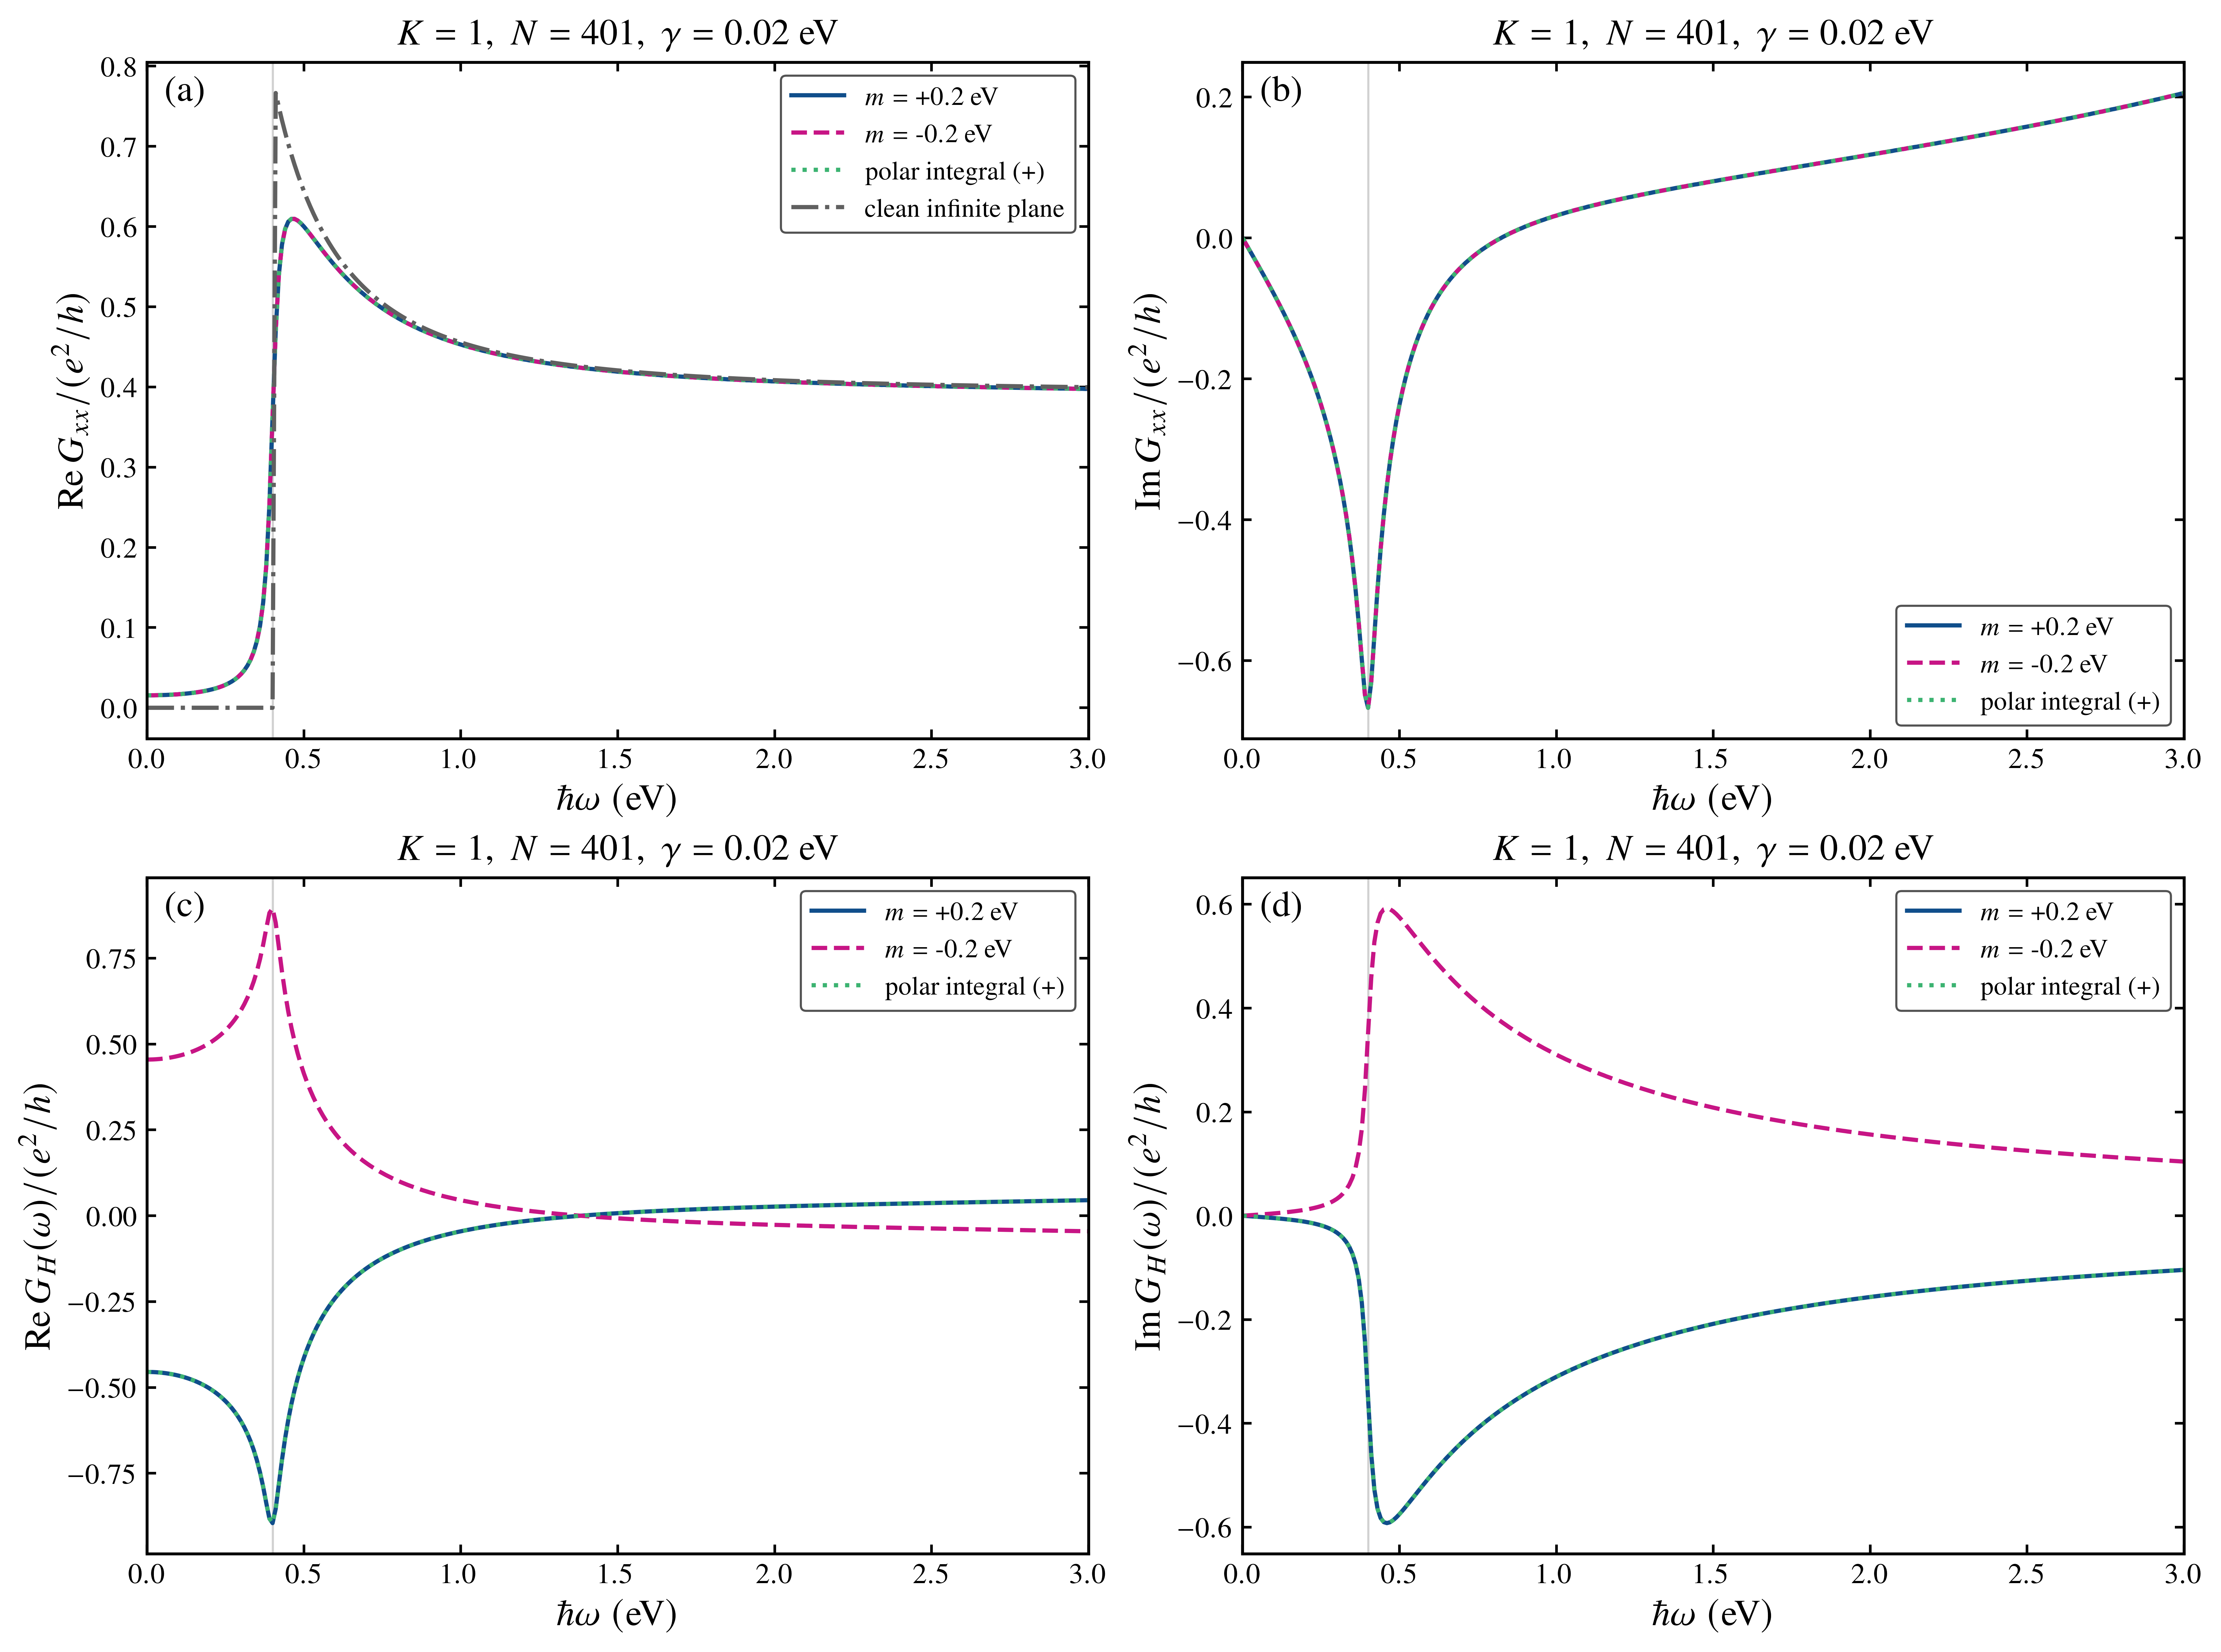 K = 1, N = 401, γ = 0.02 eV
(a)
m = +0.2 eV
m = -0.2 eV
polar integral (+)
clean infinite plane
0.8
0.7
0.6
0.5
0.4
0.3
0.2
0.1
0.0
Re G_xx/(e²/h)
0.0 0.5 1.0 1.5 2.0 2.5 3.0
ħω (eV)
K = 1, N = 401, γ = 0.02 eV
(b)
0.2
0.0
−0.2
−0.4
−0.6
Im G_xx/(e²/h)
m = +0.2 eV
m = -0.2 eV
polar integral (+)
0.0 0.5 1.0 1.5 2.0 2.5 3.0
ħω (eV)
K = 1, N = 401, γ = 0.02 eV
(c)
m = +0.2 eV
m = -0.2 eV
polar integral (+)
0.75
0.50
0.25
0.00
−0.25
−0.50
−0.75
Re G_H(ω)/(e²/h)
0.0 0.5 1.0 1.5 2.0 2.5 3.0
ħω (eV)
K = 1, N = 401, γ = 0.02 eV
(d)
m = +0.2 eV
m = -0.2 eV
polar integral (+)
0.6
0.4
0.2
0.0
−0.2
−0.4
−0.6
Im G_H(ω)/(e²/h)
0.0 0.5 1.0 1.5 2.0 2.5 3.0
ħω (eV)